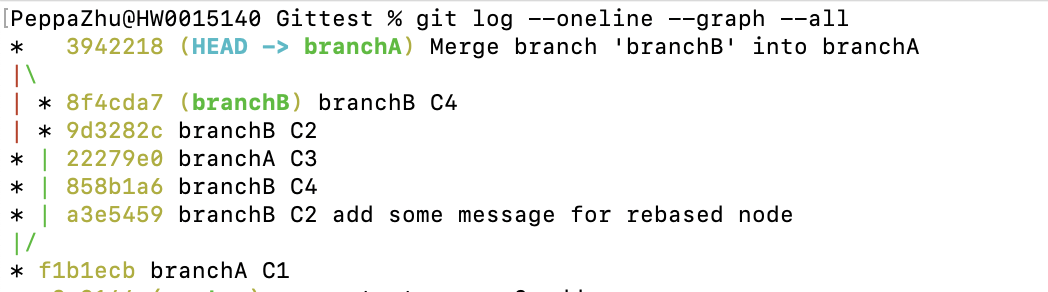 [PeppaZhu@HW0015140 Gittest % git log --oneline --graph --all
*   3942218 (HEAD -> branchA) Merge branch 'branchB' into branchA
|\
| * 8f4cda7 (branchB) branchB C4
| * 9d3282c branchB C2
* | 22279e0 branchA C3
* | 858b1a6 branchB C4
* | a3e5459 branchB C2 add some message for rebased node
|/
* f1b1ecb branchA C1